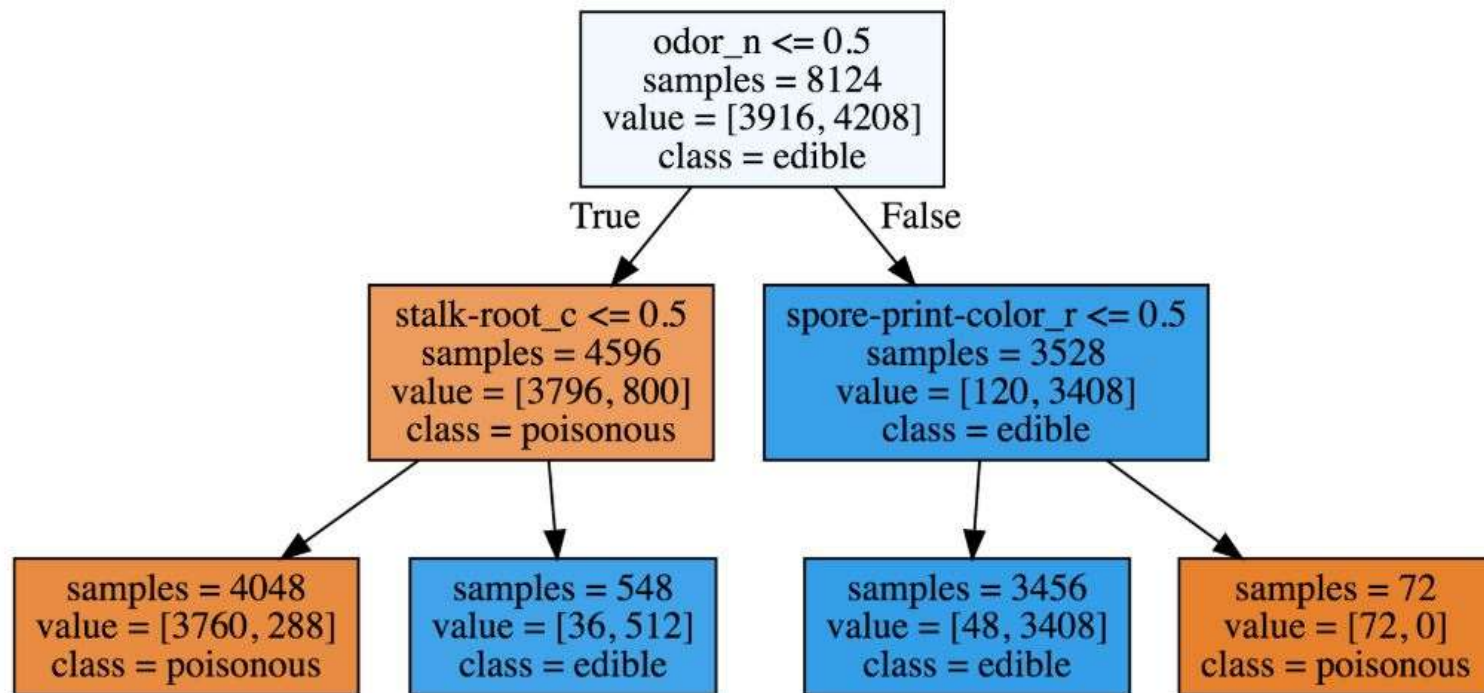 odor_n <= 0.5
samples = 8124
value = [3916, 4208]
class = edible
True
False
stalk-root_c <= 0.5
samples = 4596
value = [3796, 800]
class = poisonous
spore-print-color_r <= 0.5
samples = 3528
value = [120, 3408]
class = edible
samples = 4048
value = [3760, 288]
class = poisonous
samples = 548
value = [36, 512]
class = edible
samples = 3456
value = [48, 3408]
class = edible
samples = 72
value = [72, 0]
class = poisonous